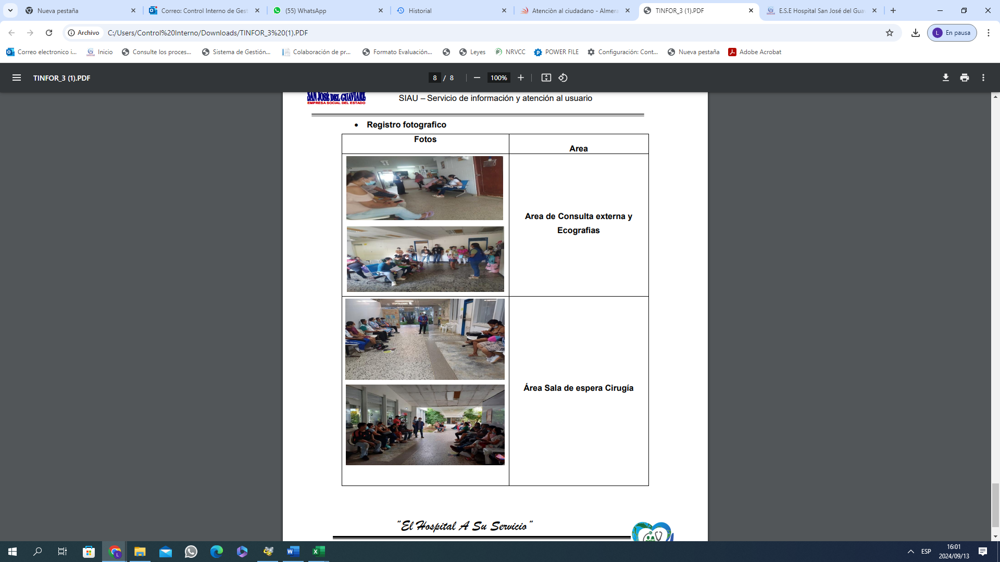 Nueva pestaña
Correo: Control Interno de Gest
(55) WhatsApp
Historial
Atenciòn al ciudadano - Almera
TINFOR_3 (1).PDF
E.S.E Hospital San José del Gua
Archivo
C:/Users/Control%20Interno/Downloads/TINFOR_3%20(1).PDF
L En pausa
Correo electronico i...
Inicio
Consulte los proces...
Sistema de Gestión...
Colaboración de pr...
Formato Evaluación...
Leyes
NRVCC
POWER FILE
Configuración: Cont...
Nueva pestaña
Adobe Acrobat
TINFOR_3 (1).PDF
8 / 8
100%
SAN JOSÉ DEL GUAVIARE
EMPRESA SOCIAL DEL ESTADO
SIAU – Servicio de información y atención al usuario
• Registro fotografico
Fotos
Area
Area de Consulta externa y
Ecografias
Área Sala de espera Cirugía
"El Hospital A Su Servicio"
ESP
16:01
2024/09/13